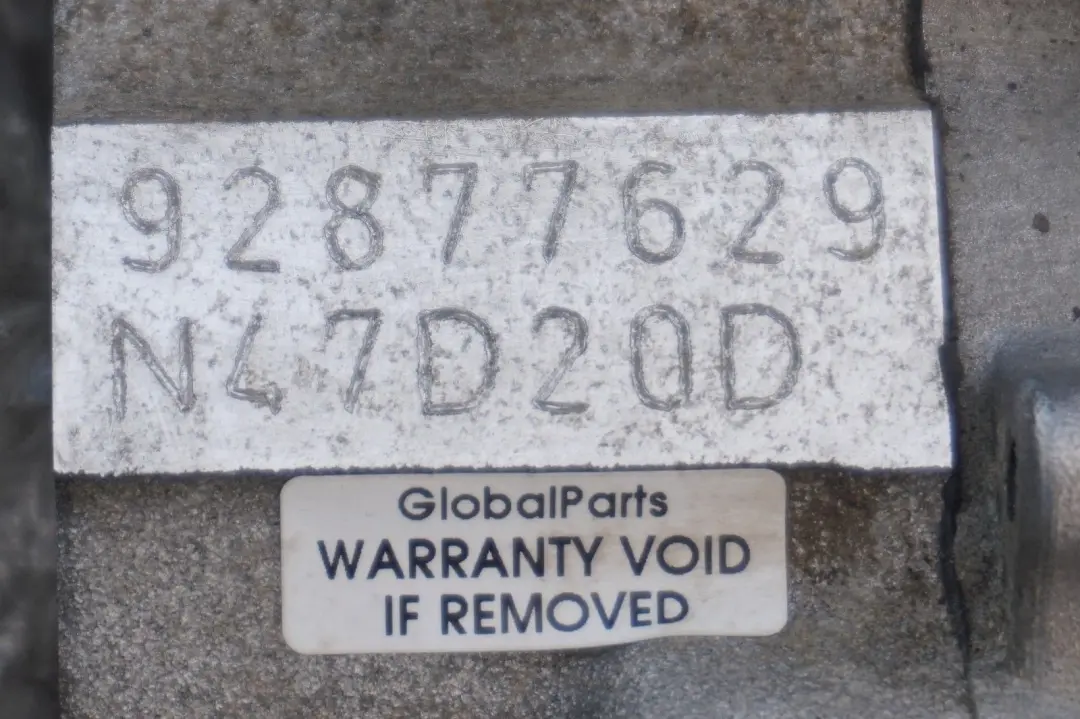 92877629
N47D20D
GlobalParts
WARRANTY VOID
IF REMOVED